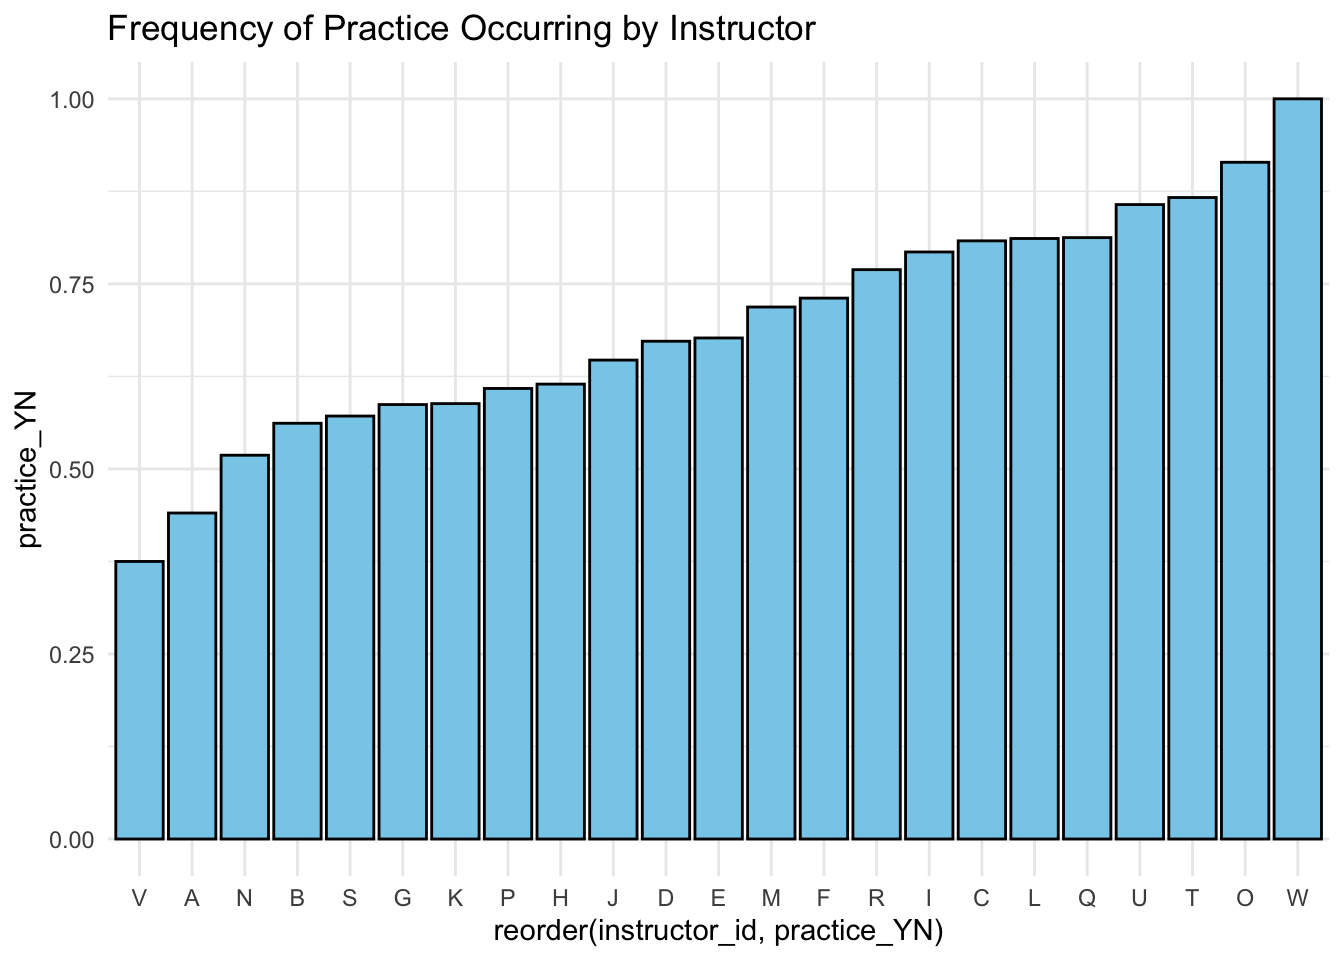 Frequency of Practice Occurring by Instructor
1.00
0.75
0.50
0.25
0.00
practice_YN
V A N B S G K P H J D E M F R I C L Q U T O W
reorder(instructor_id, practice_YN)